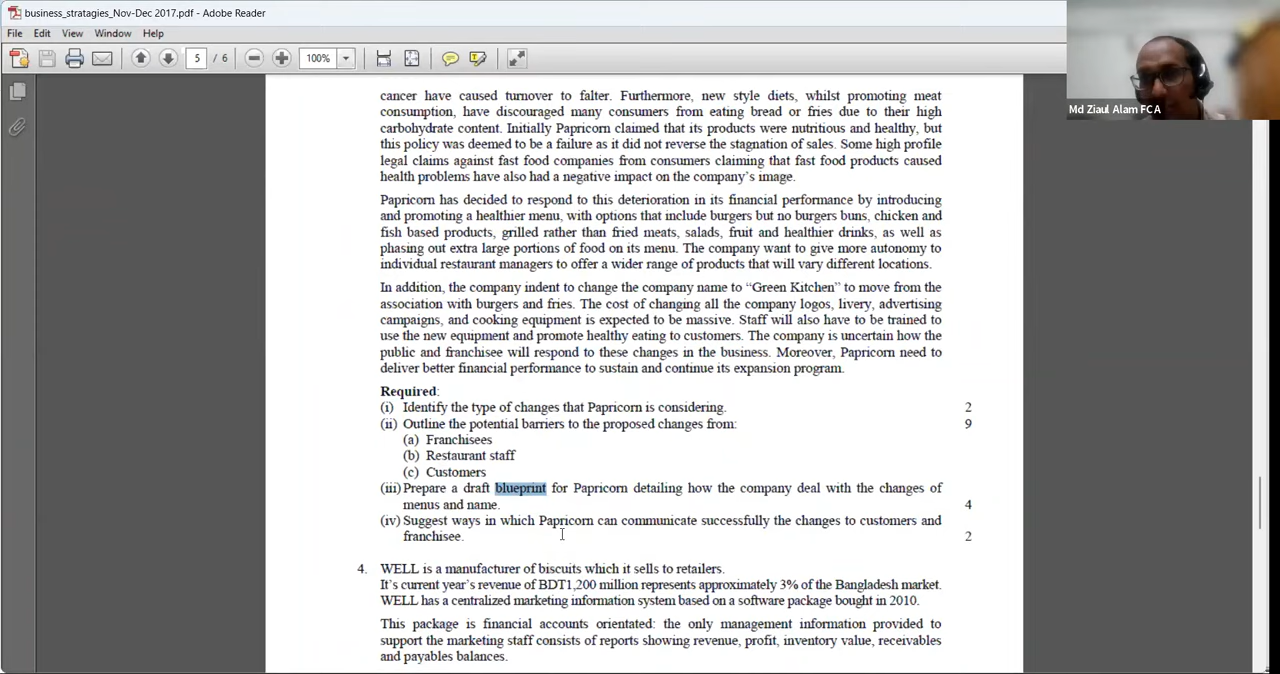 business_stratagies_Nov-Dec 2017.pdf - Adobe Reader
File Edit View Window Help
5 / 6 100%
Md Ziaul Alam FCA
cancer have caused turnover to falter. Furthermore, new style diets, whilst promoting meat
consumption, have discouraged many consumers from eating bread or fries due to their high
carbohydrate content. Initially Papricorn claimed that its products were nutritious and healthy, but
this policy was deemed to be a failure as it did not reverse the stagnation of sales. Some high profile
legal claims against fast food companies from consumers claiming that fast food products caused
health problems have also had a negative impact on the company's image.
Papricorn has decided to respond to this deterioration in its financial performance by introducing
and promoting a healthier menu, with options that include burgers but no burgers buns, chicken and
fish based products, grilled rather than fried meats, salads, fruit and healthier drinks, as well as
phasing out extra large portions of food on its menu. The company want to give more autonomy to
individual restaurant managers to offer a wider range of products that will vary different locations.
In addition, the company indent to change the company name to “Green Kitchen” to move from the
association with burgers and fries. The cost of changing all the company logos, livery, advertising
campaigns, and cooking equipment is expected to be massive. Staff will also have to be trained to
use the new equipment and promote healthy eating to customers. The company is uncertain how the
public and franchisee will respond to these changes in the business. Moreover, Papricorn need to
deliver better financial performance to sustain and continue its expansion program.
Required:
(i) Identify the type of changes that Papricorn is considering. 2
(ii) Outline the potential barriers to the proposed changes from: 9
(a) Franchisees
(b) Restaurant staff
(c) Customers
(iii) Prepare a draft blueprint for Papricorn detailing how the company deal with the changes of
menus and name. 4
(iv) Suggest ways in which Papricorn can communicate successfully the changes to customers and
franchisee. 2
4. WELL is a manufacturer of biscuits which it sells to retailers.
It's current year's revenue of BDT1,200 million represents approximately 3% of the Bangladesh market.
WELL has a centralized marketing information system based on a software package bought in 2010.
This package is financial accounts orientated: the only management information provided to
support the marketing staff consists of reports showing revenue, profit, inventory value, receivables
and payables balances.